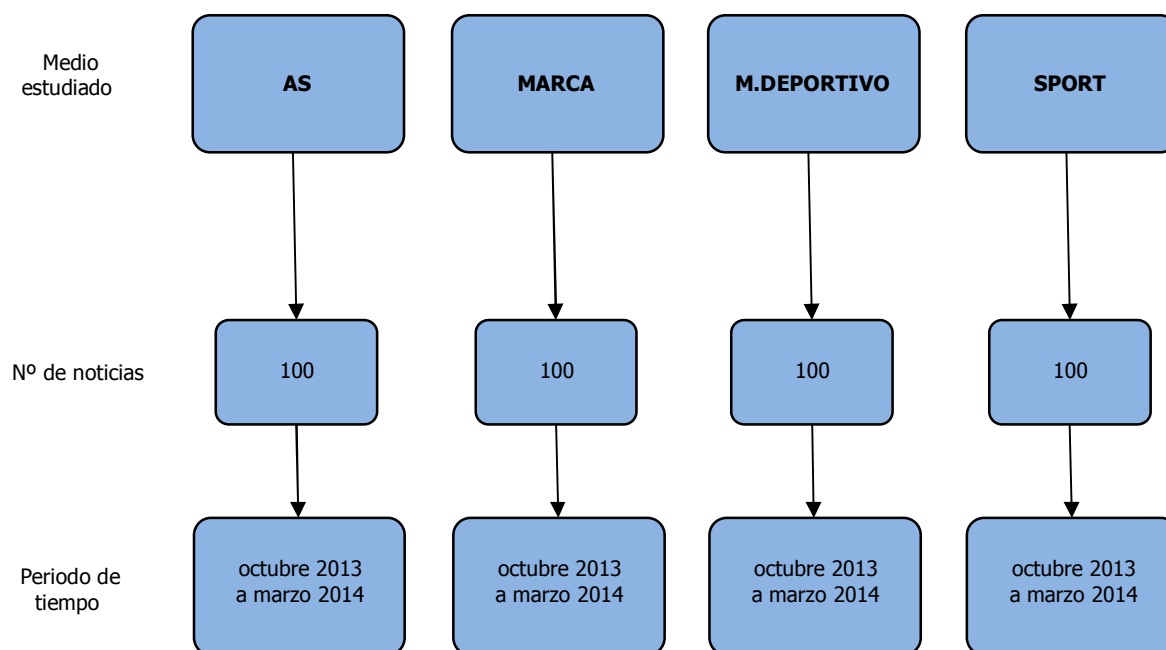 Medio
estudiado
AS
MARCA
M.DEPORTIVO
SPORT
Nº de noticias
100
100
100
100
Periodo de
tiempo
octubre 2013
a marzo 2014
octubre 2013
a marzo 2014
octubre 2013
a marzo 2014
octubre 2013
a marzo 2014